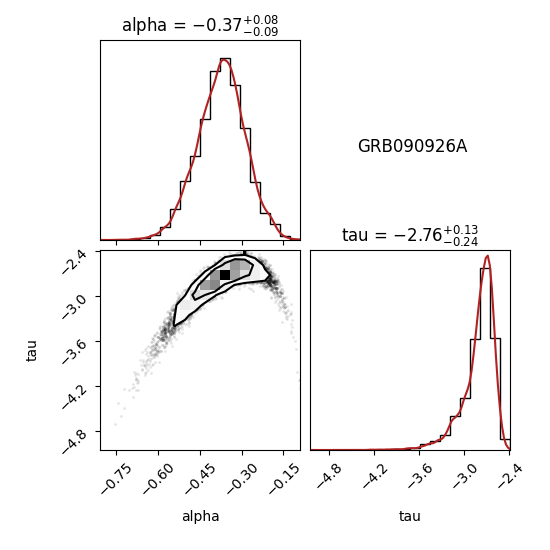 alpha = −0.37+0.08−0.09
GRB090926A
tau = −2.76+0.13−0.24
−2.4
−3.0
−3.6
−4.2
−4.8
tau
−0.75 −0.60 −0.45 −0.30 −0.15
alpha
−4.8 −4.2 −3.6 −3.0 −2.4
tau